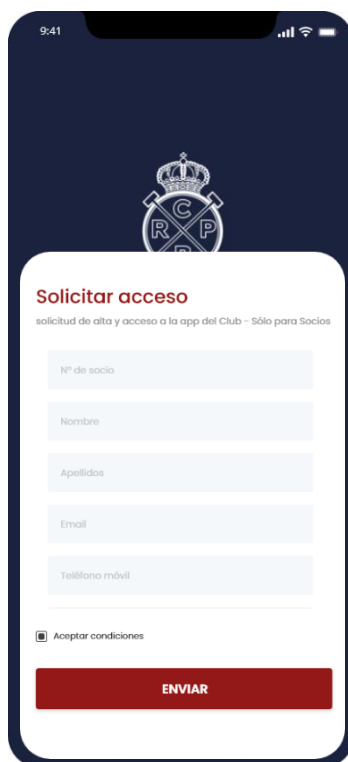 9:41
C
R P
Solicitar acceso
solicitud de alta y acceso a la app del Club - Sólo para Socios
Nº de socio
Nombre
Apellidos
Email
Teléfono móvil
Aceptar condiciones
ENVIAR